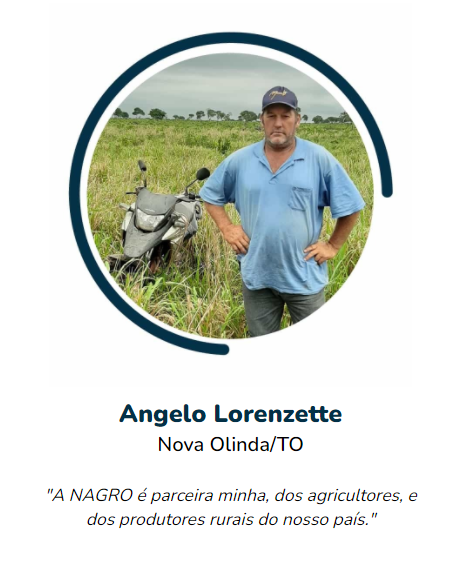 Angelo Lorenzette
Nova Olinda/TO
"A NAGRO é parceira minha, dos agricultores, e
dos produtores rurais do nosso país."